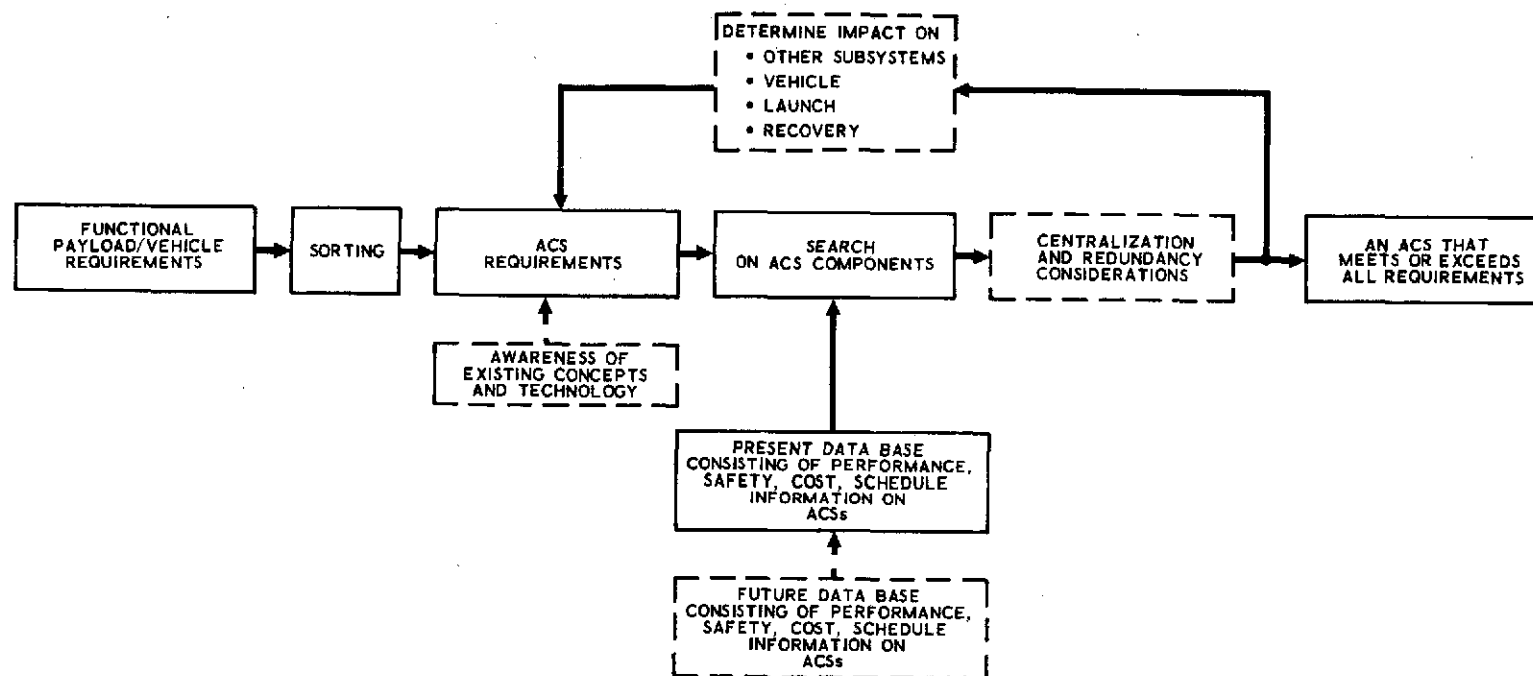 DETERMINE IMPACT ON
• OTHER SUBSYSTEMS
• VEHICLE
• LAUNCH
• RECOVERY
FUNCTIONAL
PAYLOAD/VEHICLE
REQUIREMENTS
SORTING
ACS
REQUIREMENTS
SEARCH
ON ACS COMPONENTS
CENTRALIZATION
AND REDUNDANCY
CONSIDERATIONS
AN ACS THAT
MEETS OR EXCEEDS
ALL REQUIREMENTS
AWARENESS OF
EXISTING CONCEPTS
AND TECHNOLOGY
PRESENT DATA BASE
CONSISTING OF PERFORMANCE,
SAFETY, COST, SCHEDULE
INFORMATION ON
ACSs
FUTURE DATA BASE
CONSISTING OF PERFORMANCE,
SAFETY, COST, SCHEDULE
INFORMATION ON
ACSs